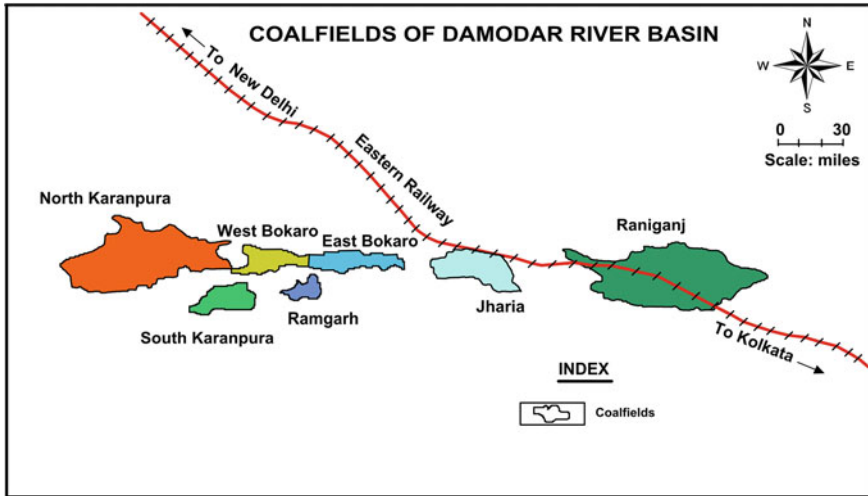 COALFIELDS OF DAMODAR RIVER BASIN
N
W E
S
0 30
Scale: miles
To New Delhi
Eastern Railway
North Karanpura
West Bokaro
East Bokaro
Raniganj
South Karanpura
Ramgarh
Jharia
To Kolkata
INDEX
Coalfields